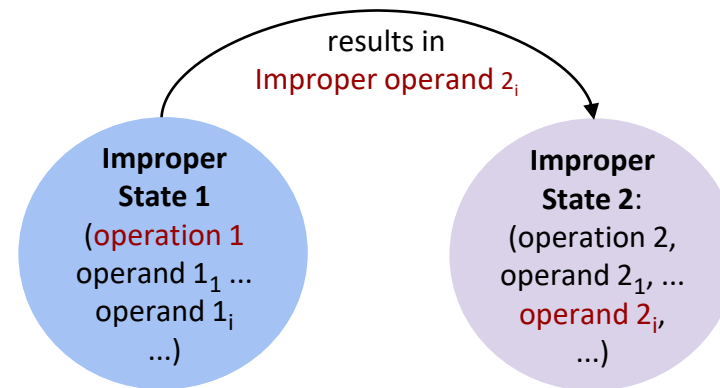 results in
Improper operand 2ᵢ
Improper
State 1
(operation 1
operand 1₁ ...
operand 1ᵢ
...)
Improper
State 2:
(operation 2,
operand 2₁, ...
operand 2ᵢ,
...)